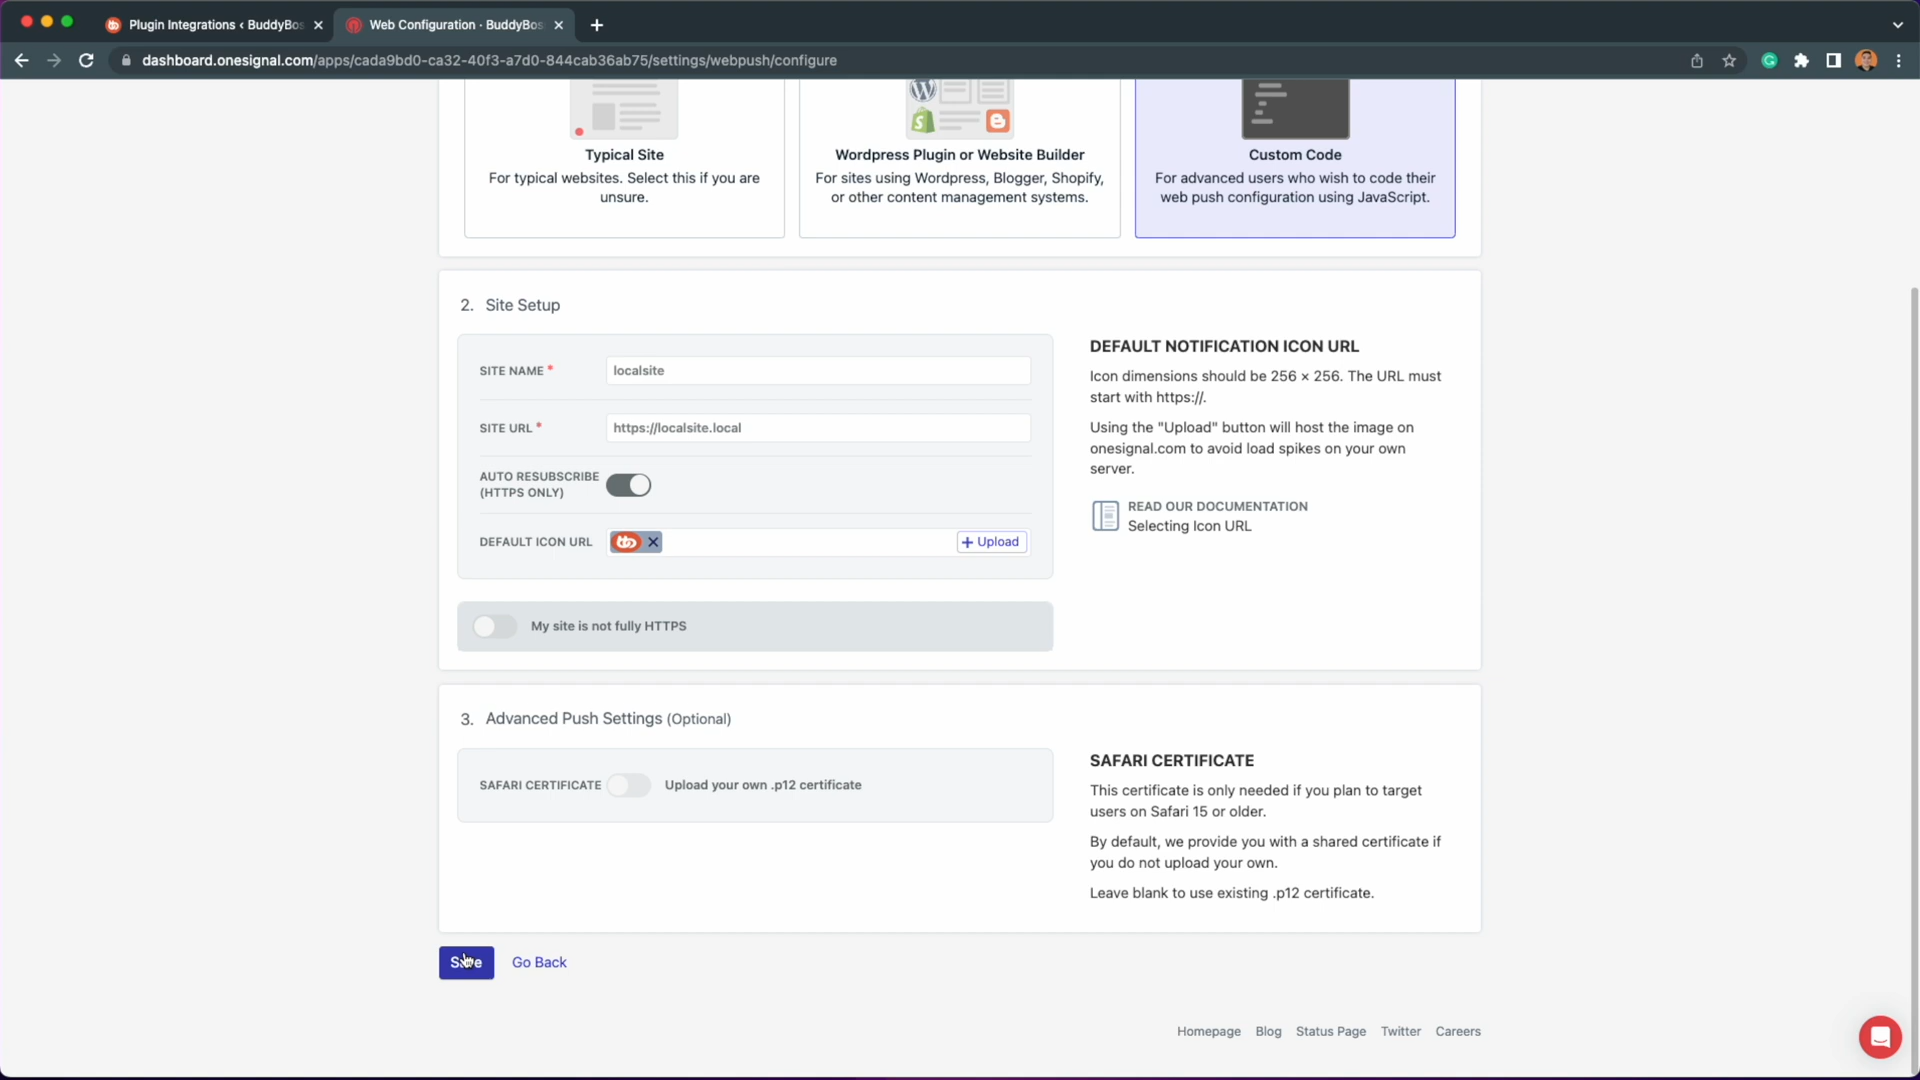 Plugin Integrations ‹ BuddyBos
Web Configuration · BuddyBos
dashboard.onesignal.com/apps/cada9bd0-ca32-40f3-a7d0-844cab36ab75/settings/webpush/configure
Typical Site
For typical websites. Select this if you are
unsure.
Wordpress Plugin or Website Builder
For sites using Wordpress, Blogger, Shopify,
or other content management systems.
Custom Code
For advanced users who wish to code their
web push configuration using JavaScript.
2. Site Setup
SITE NAME *
localsite
SITE URL *
https://localsite.local
AUTO RESUBSCRIBE
(HTTPS ONLY)
DEFAULT ICON URL
+ Upload
My site is not fully HTTPS
DEFAULT NOTIFICATION ICON URL
Icon dimensions should be 256 × 256. The URL must
start with https://.
Using the "Upload" button will host the image on
onesignal.com to avoid load spikes on your own
server.
READ OUR DOCUMENTATION
Selecting Icon URL
3. Advanced Push Settings (Optional)
SAFARI CERTIFICATE
Upload your own .p12 certificate
SAFARI CERTIFICATE
This certificate is only needed if you plan to target
users on Safari 15 or older.
By default, we provide you with a shared certificate if
you do not upload your own.
Leave blank to use existing .p12 certificate.
Save
Go Back
Homepage
Blog
Status Page
Twitter
Careers